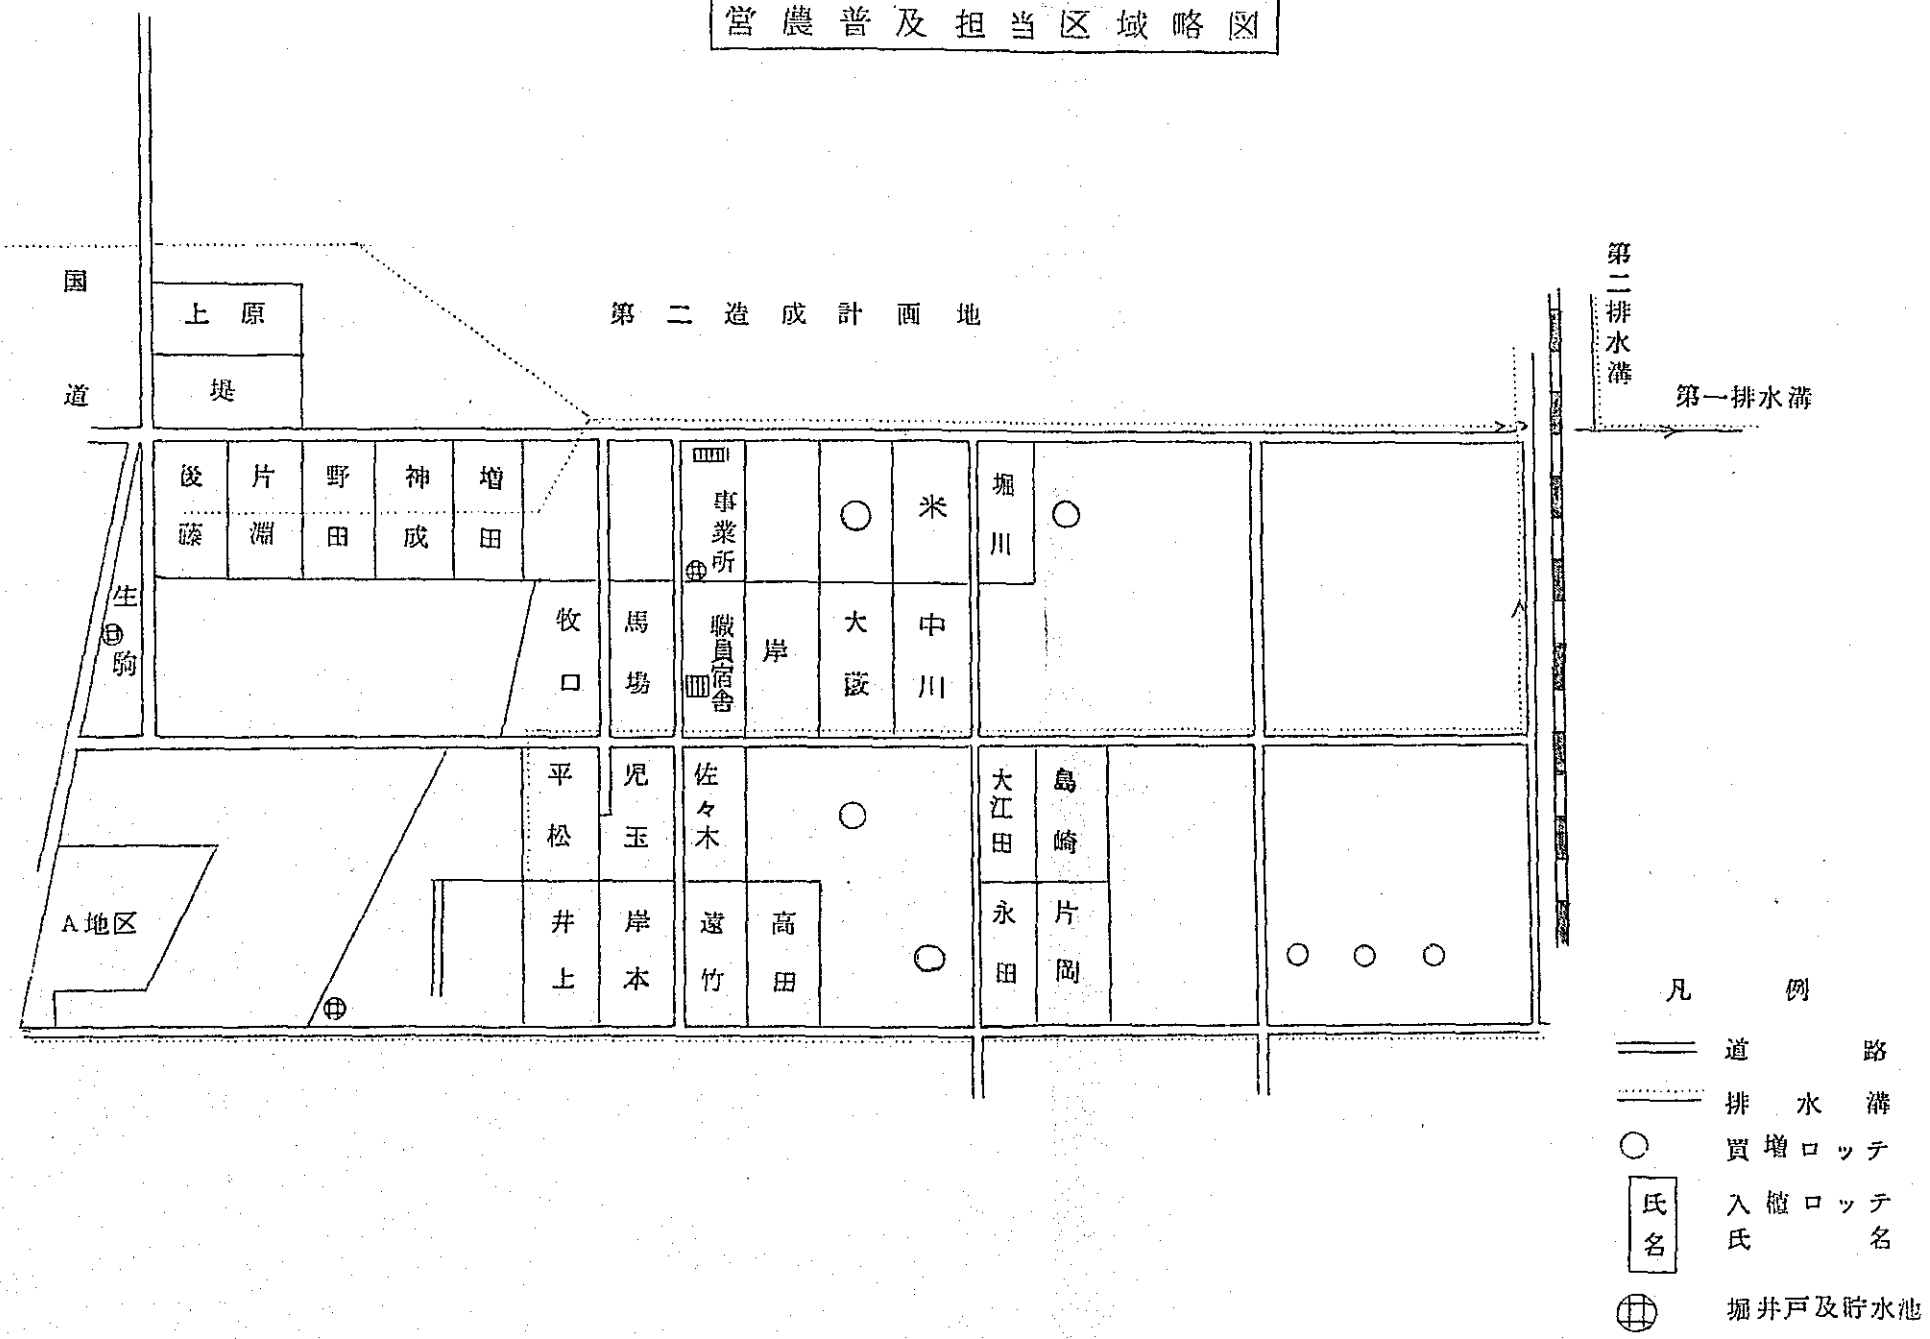 営農普及担当区域略図
国道
上原
堤
第二造成計画地
第二排水溝
第一排水溝
後藤
片淵
野田
神成
増田
事業所
米
堀川
生駒
牧口
馬場
職員宿舎
岸
大
中川
平松
児玉
佐々木
大江田
島崎
A地区
井上
岸本
遠竹
高田
永田
片岡
凡例
道路
排水溝
買増ロッテ
氏名
入植ロッテ
氏名
堀井戸及貯水池